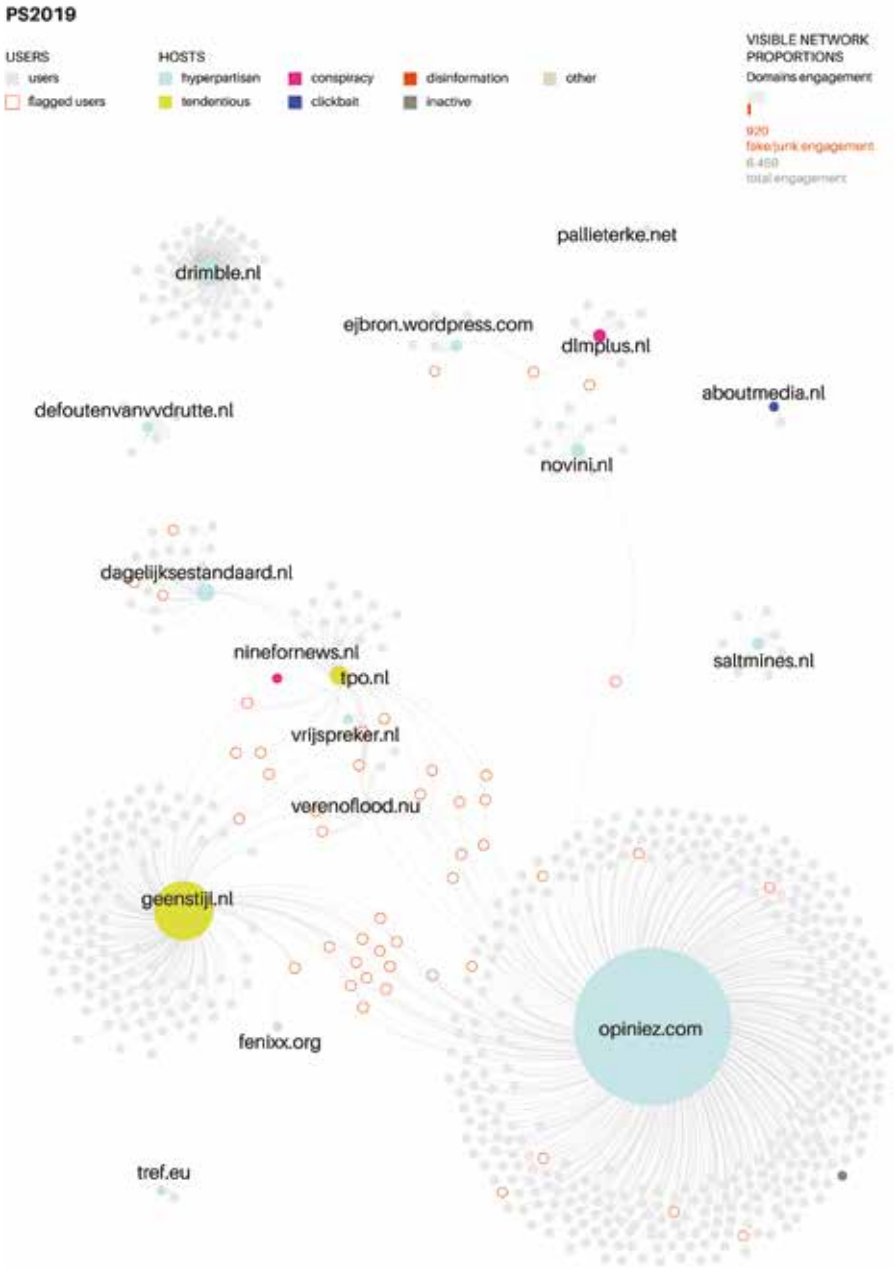 PS2019
USERS
users
flagged users
HOSTS
hyperpartisan
tendentious
conspiracy
clickbait
disinformation
inactive
other
VISIBLE NETWORK
PROPORTIONS
Domains engagement
920
fake/junk engagement
total engagement
pallieterke.net
drimble.nl
ejbron.wordpress.com
dlmplus.nl
aboutmedia.nl
defoutenvanvvdrutte.nl
novini.nl
dagelijksestandaard.nl
ninefornews.nl
tpo.nl
saltmines.nl
vrijspreker.nl
verenoflood.nu
geenstijl.nl
opiniez.com
fenixx.org
tref.eu